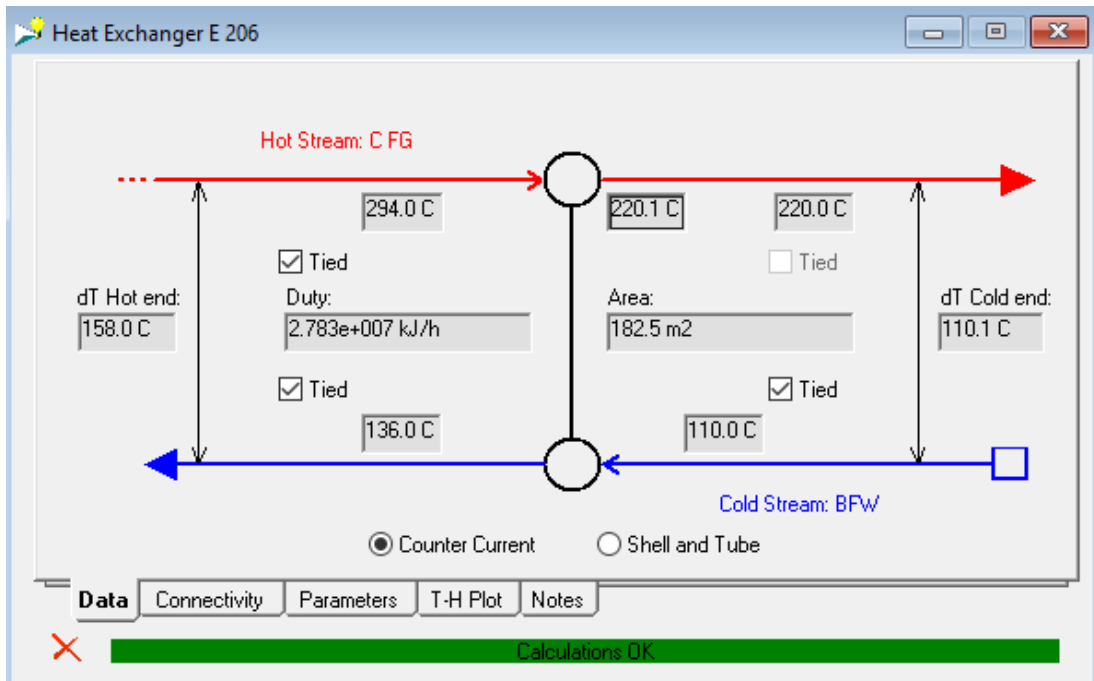 Heat Exchanger E 206
Hot Stream: C FG
294.0 C 220.1 C 220.0 C
Tied Tied
dT Hot end: Duty: Area: dT Cold end:
158.0 C 2.783e+007 kJ/h 182.5 m2 110.1 C
Tied Tied
136.0 C 110.0 C
Cold Stream: BFW
Counter Current Shell and Tube
Data Connectivity Parameters T-H Plot Notes
Calculations OK